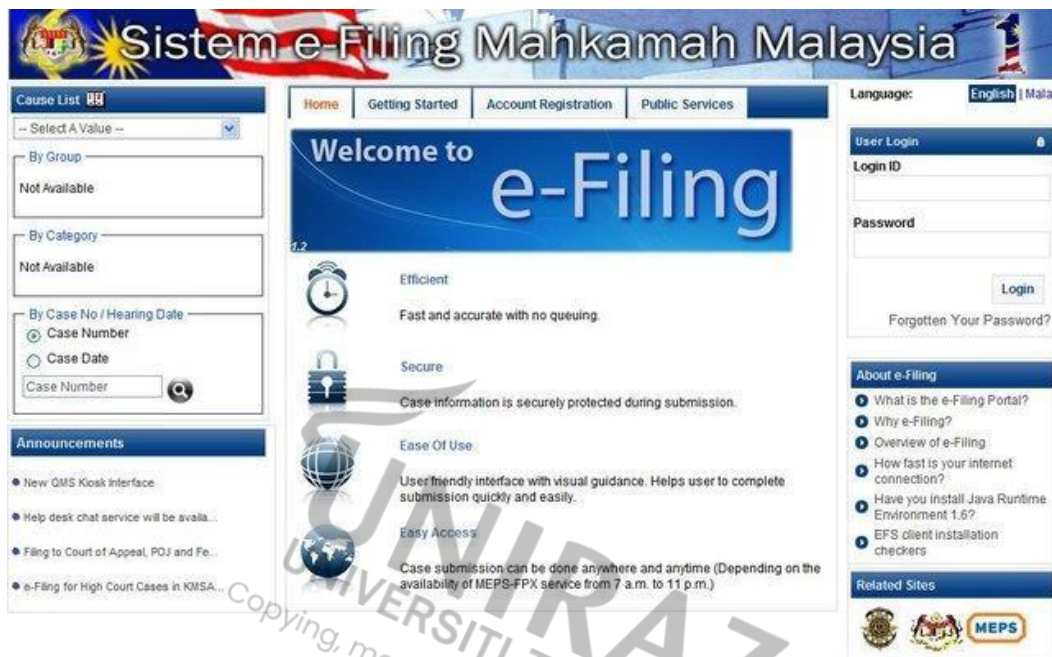 Sistem e-Filing Mahkamah Malaysia 1
Cause List
-- Select A Value --
By Group
Not Available
By Category
Not Available
By Case No / Hearing Date
Case Number
Case Date
Case Number
Announcements
New QMS Kiosk Interface
Help desk chat service will be availa...
Filing to Court of Appeal, POJ and Fe...
e-Filing for High Court Cases in KMSA...
Home Getting Started Account Registration Public Services
Welcome to
e-Filing
1.2
Efficient
Fast and accurate with no queuing.
Secure
Case information is securely protected during submission.
Ease Of Use
User friendly interface with visual guidance. Helps user to complete
submission quickly and easily.
Easy Access
Case submission can be done anywhere and anytime (Depending on the
availability of MEPS-FPX service from 7 a.m. to 11 p.m.)
Language: English | Mala
User Login
Login ID
Password
Login
Forgotten Your Password?
About e-Filing
What is the e-Filing Portal?
Why e-Filing?
Overview of e-Filing
How fast is your internet
connection?
Have you install Java Runtime
Environment 1.6?
EFS client installation
checkers
Related Sites
MEPS
UNIRAZ
UNIVERSITI
Copying,